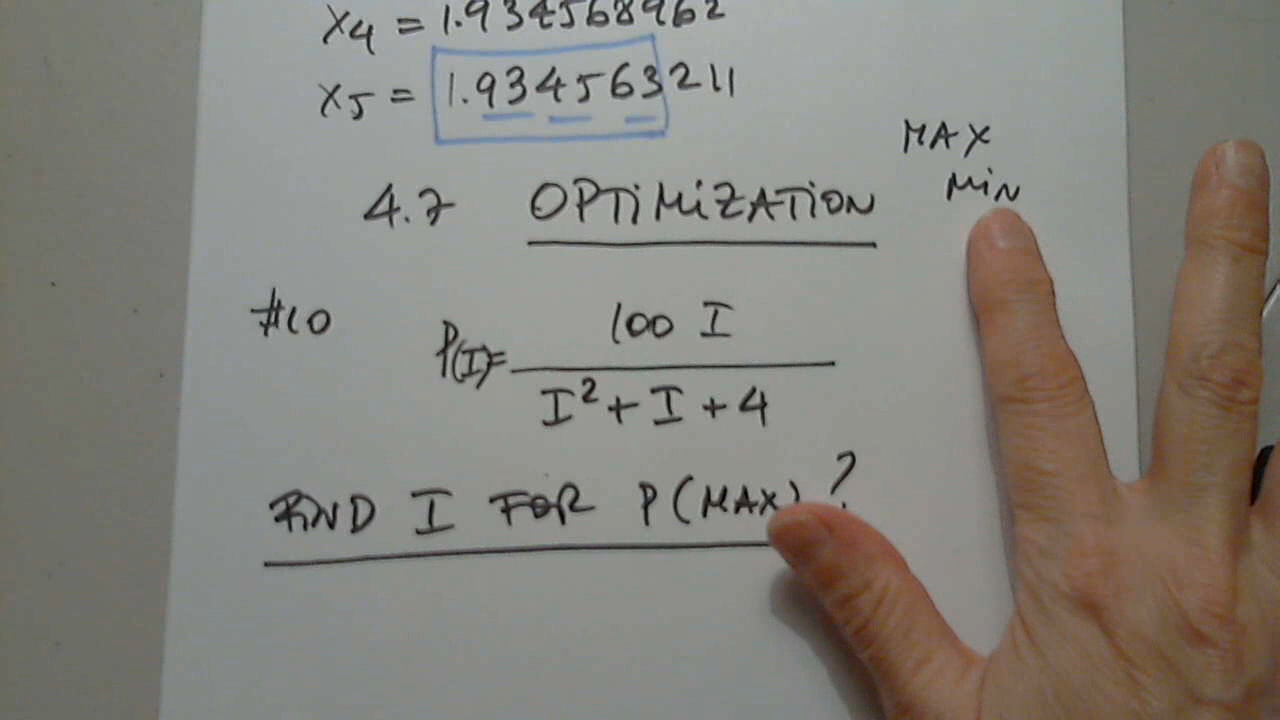 x4 = 1.934568962
x5 = 1.934563211
MAX
MiN
4.7 OPTiMiZATiON
#10 P(I)= 100 I
I²+I+4
FIND I FOR P(MAX)?